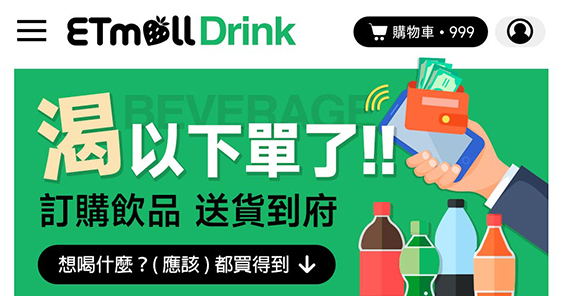 ETmall Drink
購物車・999
BEVERAGE
渴以下單了!!
訂購飲品 送貨到府
想喝什麼?(應該)都買得到 ↓